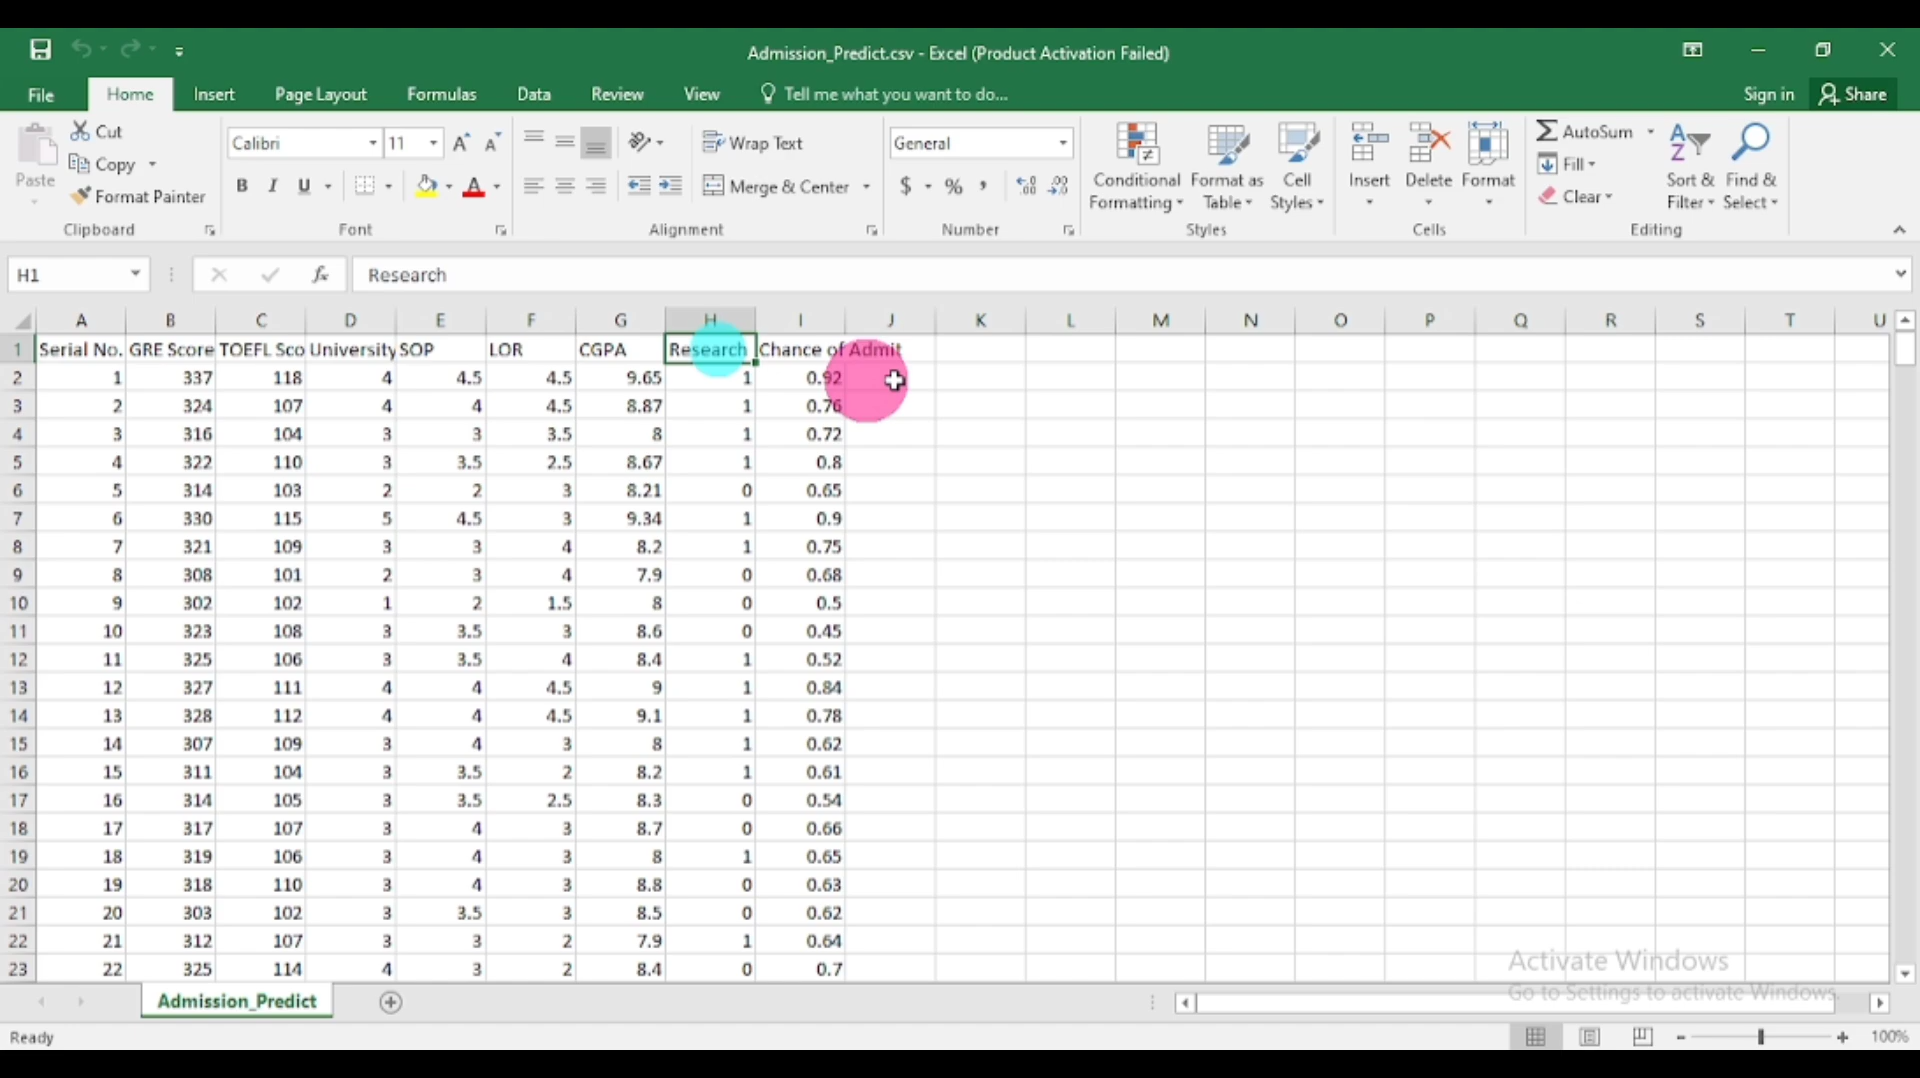 Admission_Predict.csv - Excel (Product Activation Failed)
File Home Insert Page Layout Formulas Data Review View Tell me what you want to do... Sign in Share
Cut
Copy
Paste
Format Painter
Clipboard
Calibri 11
B I U A
Font
Wrap Text
Merge & Center
Alignment
General
$ % ,
Number
Conditional Formatting
Format as Table
Cell Styles
Styles
Insert Delete Format
Cells
AutoSum
Fill
Clear
Sort & Filter
Find & Select
Editing
H1 fx Research
A B C D E F G H I J K L M N O P Q R S T U
1 Serial No. GRE Score TOEFL Sco University SOP LOR CGPA Research Chance of Admit
2 1 337 118 4 4.5 4.5 9.65 1 0.92
3 2 324 107 4 4 4.5 8.87 1 0.76
4 3 316 104 3 3 3.5 8 1 0.72
5 4 322 110 3 3.5 2.5 8.67 1 0.8
6 5 314 103 2 2 3 8.21 0 0.65
7 6 330 115 5 4.5 3 9.34 1 0.9
8 7 321 109 3 3 4 8.2 1 0.75
9 8 308 101 2 3 4 7.9 0 0.68
10 9 302 102 1 2 1.5 8 0 0.5
11 10 323 108 3 3.5 3 8.6 0 0.45
12 11 325 106 3 3.5 4 8.4 1 0.52
13 12 327 111 4 4 4.5 9 1 0.84
14 13 328 112 4 4 4.5 9.1 1 0.78
15 14 307 109 3 4 3 8 1 0.62
16 15 311 104 3 3.5 2 8.2 1 0.61
17 16 314 105 3 3.5 2.5 8.3 0 0.54
18 17 317 107 3 4 3 8.7 0 0.66
19 18 319 106 3 4 3 8 1 0.65
20 19 318 110 3 4 3 8.8 0 0.63
21 20 303 102 3 3.5 3 8.5 0 0.62
22 21 312 107 3 3 2 7.9 1 0.64
23 22 325 114 4 3 2 8.4 0 0.7
Activate Windows
Go to Settings to activate Windows.
Admission_Predict
Ready 100%